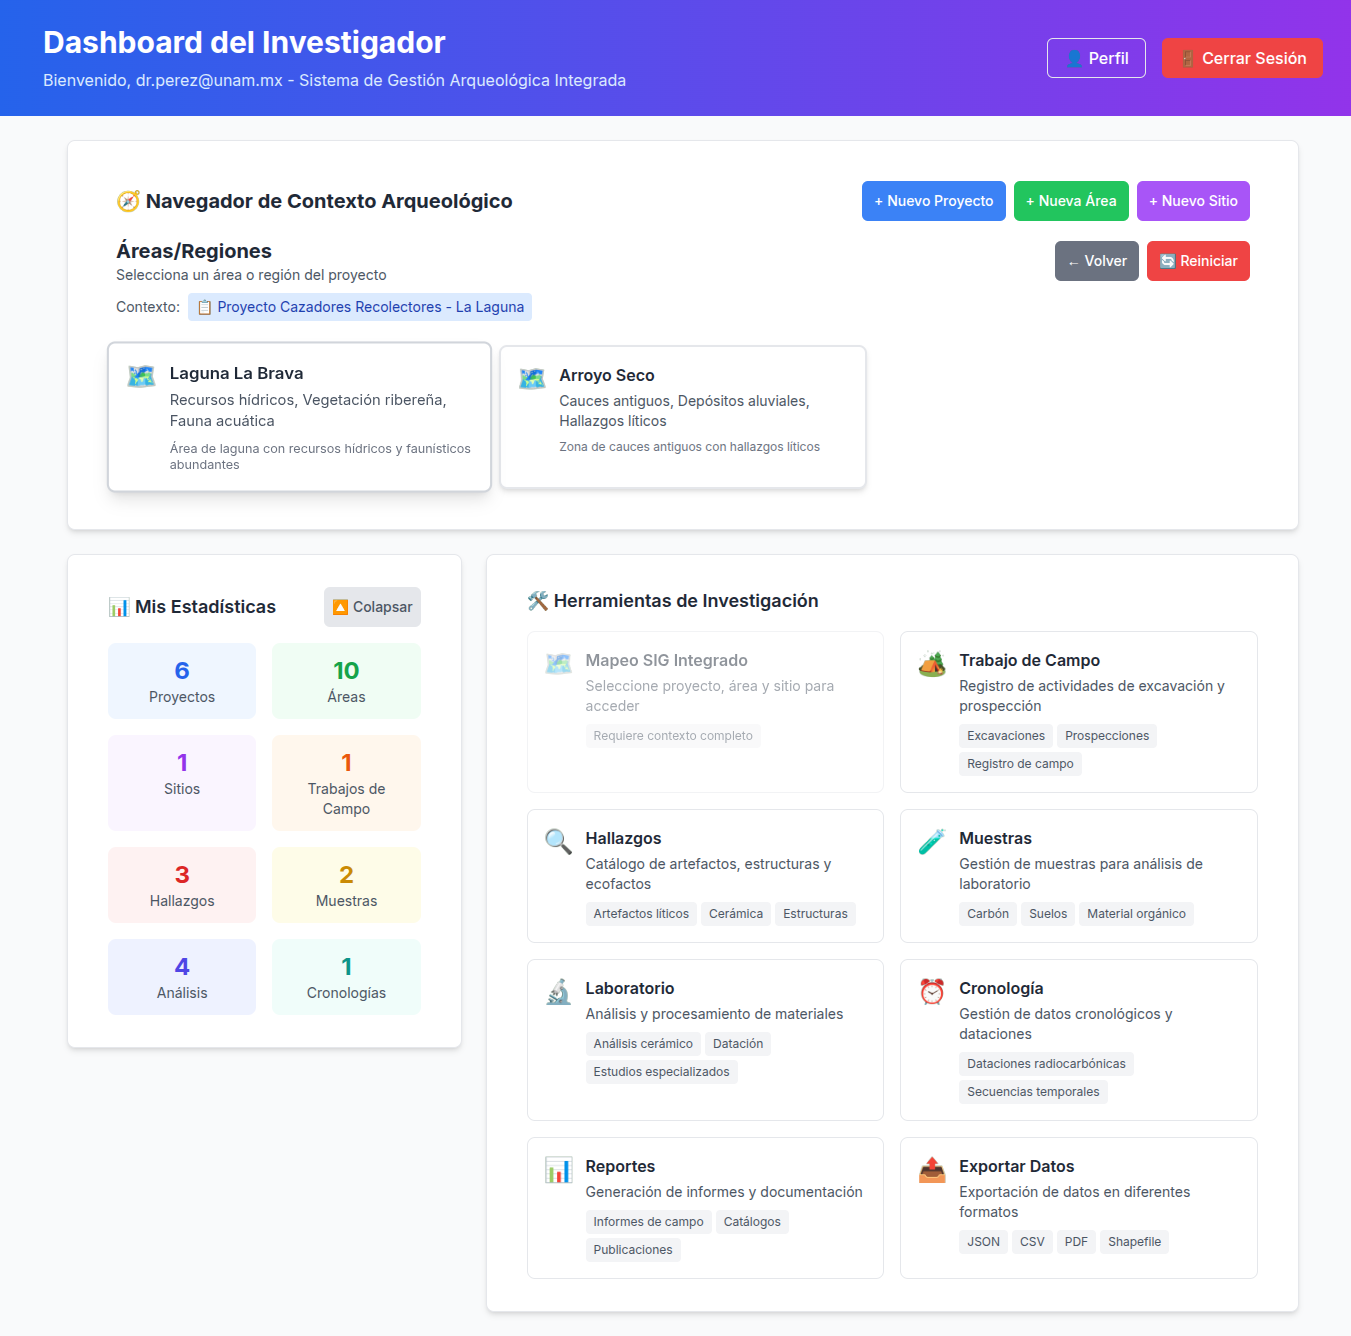 Dashboard del Investigador
Bienvenido, dr.perez@unam.mx - Sistema de Gestión Arqueológica Integrada
Perfil
Cerrar Sesión
Navegador de Contexto Arqueológico
+ Nuevo Proyecto
+ Nueva Área
+ Nuevo Sitio
Áreas/Regiones
Selecciona un área o región del proyecto
← Volver
Reiniciar
Contexto: Proyecto Cazadores Recolectores - La Laguna
Laguna La Brava
Recursos hídricos, Vegetación ribereña,
Fauna acuática
Área de laguna con recursos hídricos y faunísticos
abundantes
Arroyo Seco
Cauces antiguos, Depósitos aluviales,
Hallazgos líticos
Zona de cauces antiguos con hallazgos líticos
Mis Estadísticas
Colapsar
6
Proyectos
10
Áreas
1
Sitios
1
Trabajos de
Campo
3
Hallazgos
2
Muestras
4
Análisis
1
Cronologías
Herramientas de Investigación
Mapeo SIG Integrado
Seleccione proyecto, área y sitio para
acceder
Requiere contexto completo
Trabajo de Campo
Registro de actividades de excavación y
prospección
Excavaciones Prospecciones
Registro de campo
Hallazgos
Catálogo de artefactos, estructuras y
ecofactos
Artefactos líticos Cerámica Estructuras
Muestras
Gestión de muestras para análisis de
laboratorio
Carbón Suelos Material orgánico
Laboratorio
Análisis y procesamiento de materiales
Análisis cerámico Datación
Estudios especializados
Cronología
Gestión de datos cronológicos y
dataciones
Dataciones radiocarbónicas
Secuencias temporales
Reportes
Generación de informes y documentación
Informes de campo Catálogos
Publicaciones
Exportar Datos
Exportación de datos en diferentes
formatos
JSON CSV PDF Shapefile